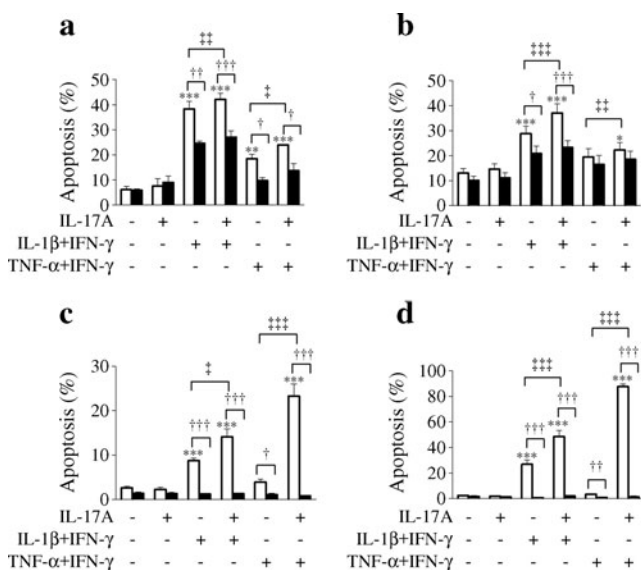 a
‡‡
††
†††
‡
***
***
†
†
**
***
Apoptosis (%)
50
40
30
20
10
0
IL-17A - + - + - +
IL-1β+IFN-γ - - + + - -
TNF-α+IFN-γ - - - - + +
b
‡‡‡
†
†††
‡‡
***
***
*
Apoptosis (%)
50
40
30
20
10
0
IL-17A - + - + - +
IL-1β+IFN-γ - - + + - -
TNF-α+IFN-γ - - - - + +
c
‡‡‡
‡
†††
†††
†††
†
***
***
***
Apoptosis (%)
30
20
10
0
IL-17A - + - + - +
IL-1β+IFN-γ - - + + - -
TNF-α+IFN-γ - - - - + +
d
‡‡‡
‡‡‡
†††
†††
†††
††
***
***
***
Apoptosis (%)
100
80
60
40
20
0
IL-17A - + - + - +
IL-1β+IFN-γ - - + + - -
TNF-α+IFN-γ - - - - + +